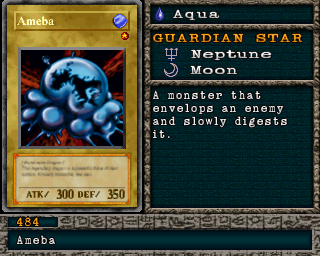 Ameba
ATK/ 300 DEF/ 350
Aqua
GUARDIAN STAR
Neptune
Moon
A monster that
envelops an enemy
and slowly digests
it.
484
Ameba